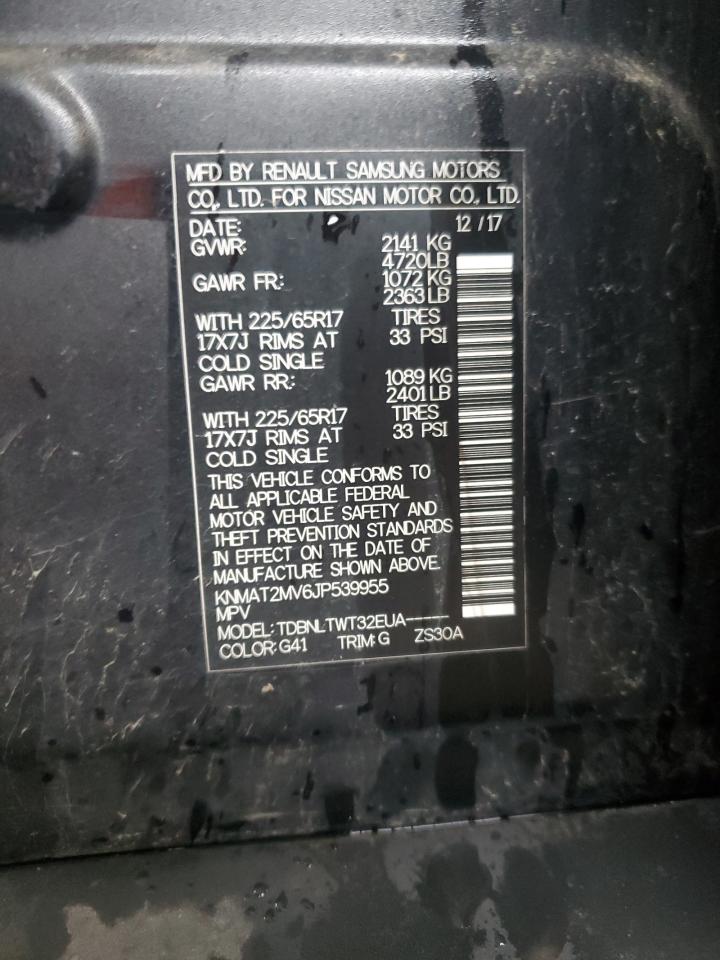 MFD BY RENAULT SAMSUNG MOTORS
CO., LTD. FOR NISSAN MOTOR CO., LTD.
DATE: 12 / 17
GVWR: 2141 KG
4720LB
GAWR FR: 1072 KG
2363 LB
WITH 225/65R17 TIRES
17X7J RIMS AT 33 PSI
COLD SINGLE
GAWR RR: 1089 KG
2401 LB
WITH 225/65R17 TIRES
17X7J RIMS AT 33 PSI
COLD SINGLE
THIS VEHICLE CONFORMS TO
ALL APPLICABLE FEDERAL
MOTOR VEHICLE SAFETY AND
THEFT PREVENTION STANDARDS
IN EFFECT ON THE DATE OF
MANUFACTURE SHOWN ABOVE.
KNMAT2MV6JP539955
MPV
MODEL: TDBNLTWT32EUA-----
COLOR: G41 TRIM: G ZS30A